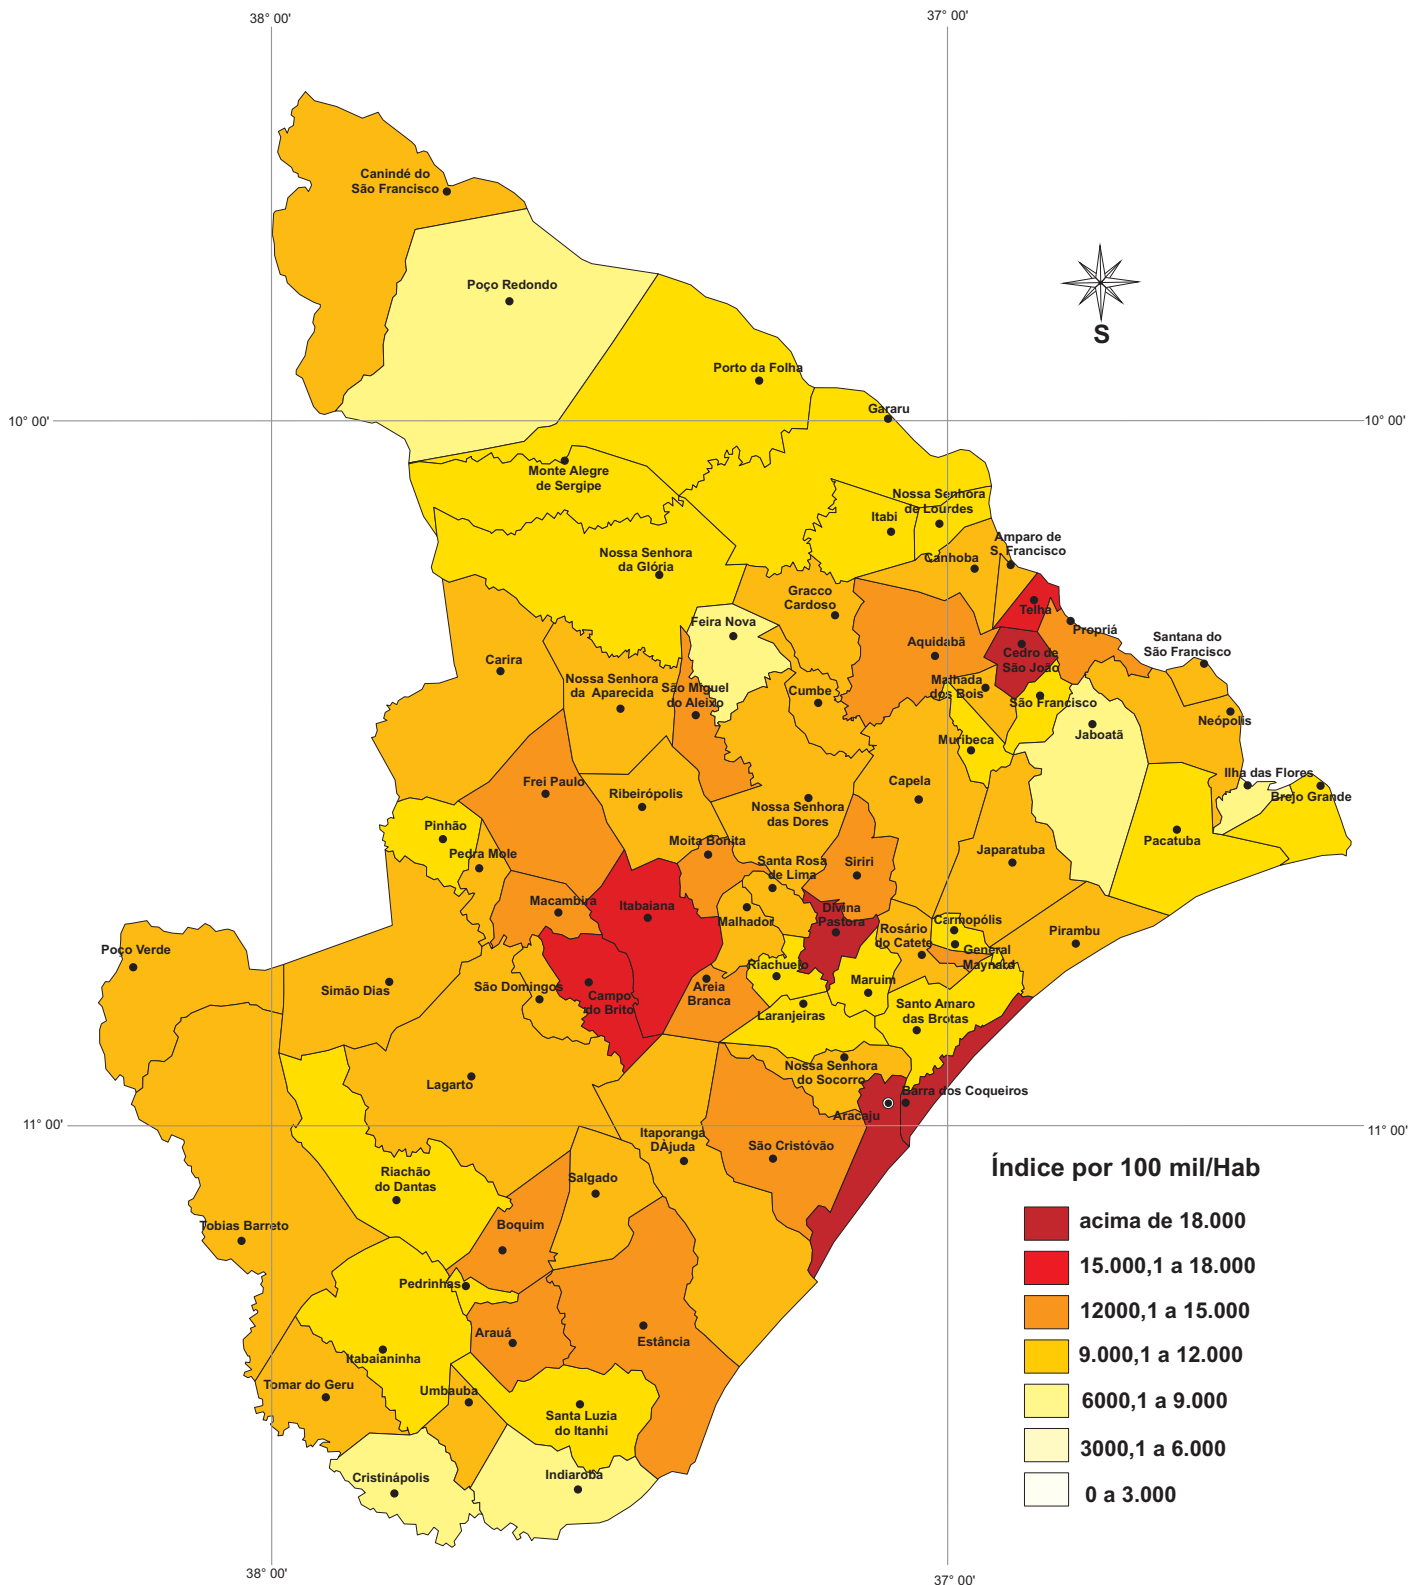 38° 00'
37° 00'
Canindé do
São Francisco
Poço Redondo
S
Porto da Folha
10° 00'
Gararu
10° 00'
Monte Alegre
de Sergipe
Nossa Senhora
de Lourdes
Itabi
Nossa Senhora
da Glória
Canhoba
Amparo de
S. Francisco
Gracco
Cardoso
Telha
Feira Nova
Propriá
Aquidabã
Cedro de
São João
Santana do
São Francisco
Carira
Nossa Senhora
da Aparecida
São Miguel
do Aleixo
Cumbe
Malhada
dos Bois
São Francisco
Neópolis
Jaboatã
Muribeca
Frei Paulo
Ribeirópolis
Capela
Ilha das Flores
Brejo Grande
Nossa Senhora
das Dores
Pinhão
Pedra Mole
Moita Bonita
Santa Rosa
de Lima
Siriri
Japaratuba
Pacatuba
Macambira
Itabaiana
Malhador
Divina
Pastora
Rosário
do Catete
Carmopólis
General
Maynard
Pirambu
Poço Verde
Simão Dias
São Domingos
Campo
do Brito
Areia
Branca
Riachuelo
Maruim
Laranjeiras
Santo Amaro
das Brotas
Lagarto
Nossa Senhora
do Socorro
Barra dos Coqueiros
Aracaju
11° 00'
11° 00'
Itaporanga
DÀjuda
São Cristóvão
Riachão
do Dantas
Salgado
Tobias Barreto
Boquim
Pedrinhas
Arauá
Estância
Itabaianinha
Tomar do Geru
Umbauba
Santa Luzia
do Itanhi
Cristinápolis
Indiaroba
Índice por 100 mil/Hab
acima de 18.000
15.000,1 a 18.000
12000,1 a 15.000
9.000,1 a 12.000
6000,1 a 9.000
3000,1 a 6.000
0 a 3.000
38° 00'
37° 00'